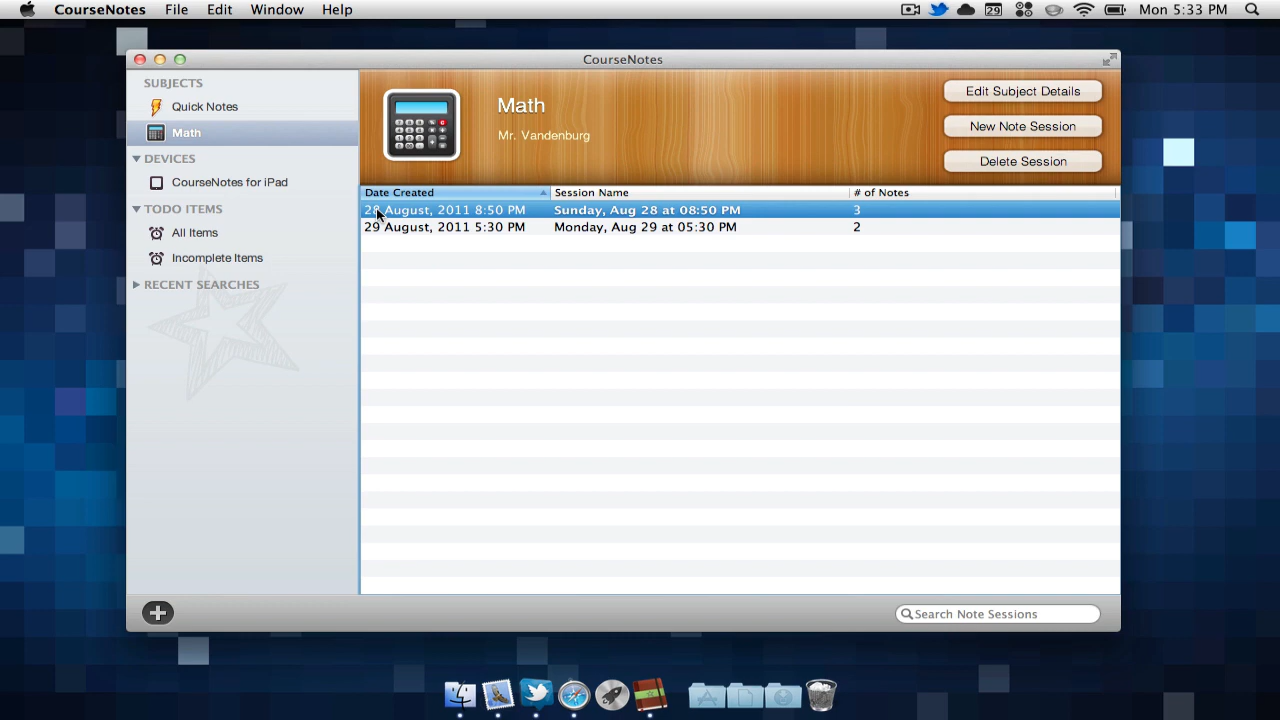 CourseNotes File Edit Window Help 29 Mon 5:33 PM
CourseNotes
SUBJECTS
Quick Notes
Math
DEVICES
CourseNotes for iPad
TODO ITEMS
All Items
Incomplete Items
RECENT SEARCHES
Math
Mr. Vandenburg
Edit Subject Details
New Note Session
Delete Session
Date Created Session Name # of Notes
28 August, 2011 8:50 PM Sunday, Aug 28 at 08:50 PM 3
29 August, 2011 5:30 PM Monday, Aug 29 at 05:30 PM 2
Search Note Sessions